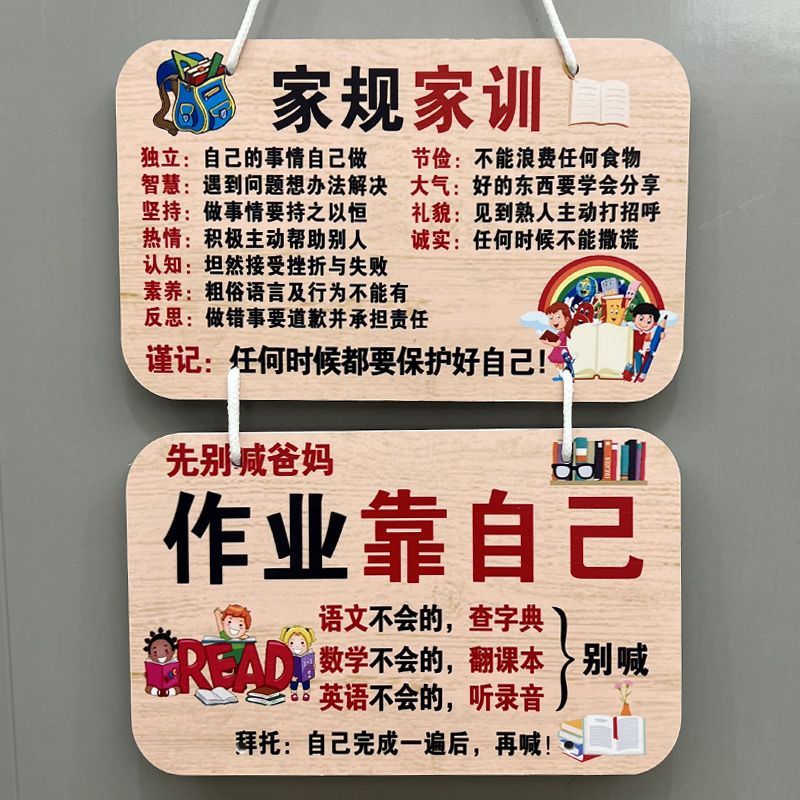 家规家训
独立：自己的事情自己做
智慧：遇到问题想办法解决
坚持：做事情要持之以恒
热情：积极主动帮助别人
认知：坦然接受挫折与失败
素养：粗俗语言及行为不能有
反思：做错事要道歉并承担责任
节俭：不能浪费任何食物
大气：好的东西要学会分享
礼貌：见到熟人主动打招呼
诚实：任何时候不能撒谎
谨记：任何时候都要保护好自己！
先别喊爸妈
作业靠自己
READ
语文不会的，查字典
数学不会的，翻课本
英语不会的，听录音
别喊
拜托：自己完成一遍后，再喊！